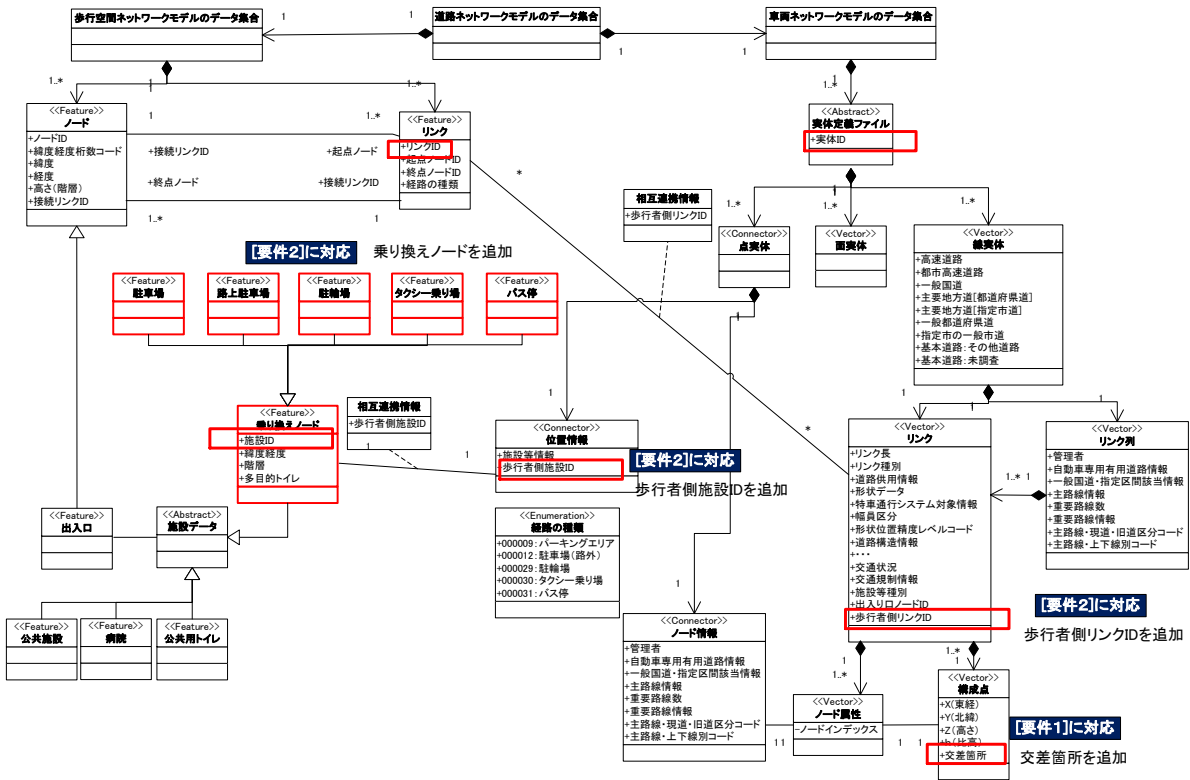 歩行空間ネットワークモデルのデータ集合
1
1
道路ネットワークモデルのデータ集合
1
1
車両ネットワークモデルのデータ集合
1..*
1
1..*
1
1..*
<<Feature>>
ノード
+ノードID
+緯度経度桁数コード
+緯度
+経度
+高さ(階層)
+接続リンクID
1
1..*
+接続リンクID
+起点ノード
+終点ノード
+接続リンクID
1..*
1
<<Feature>>
リンク
+リンクID
+起点ノードID
+終点ノードID
+経路の種類
<<Abstract>>
実体定義ファイル
+実体ID
*
相互連携情報
+歩行者側リンクID
1..*
1..*
1..*
<<Connector>>
点実体
<<Vector>>
面実体
<<Vector>>
線実体
+高速道路
+都市高速道路
+一般国道
+主要地方道[都道府県道]
+主要地方道[指定市道]
+一般都道府県道
+指定市の一般市道
+基本道路:その他道路
+基本道路:未調査
[要件2]に対応
乗り換えノードを追加
<<Feature>>
駐車場
<<Feature>>
路上駐車場
<<Feature>>
駐輪場
<<Feature>>
タクシー乗り場
<<Feature>>
バス停
1
1
1
1
1
<<Feature>>
乗り換えノード
+施設ID
+緯度経度
+階層
+多目的トイレ
相互連携情報
+歩行者側施設ID
1
1
<<Connector>>
位置情報
+施設等情報
+歩行者側施設ID
[要件2]に対応
歩行者側施設IDを追加
*
<<Vector>>
リンク
+リンク長
+リンク種別
+道路供用情報
+形状データ
+特車通行システム対象情報
+幅員区分
+形状位置精度レベルコード
+道路構造情報
+・・・
+交通状況
+交通規制情報
+施設等種別
+出入り口ノードID
+歩行者側リンクID
1..*
1
<<Vector>>
リンク列
+管理者
+自動車専用有用道路情報
+一般国道・指定区間該当情報
+主路線情報
+重要路線数
+重要路線情報
+主路線・現道・旧道区分コード
+主路線・上下線別コード
<<Feature>>
出入口
<<Abstract>>
施設データ
<<Enumeration>>
経路の種類
+000009:パーキングエリア
+000012:駐車場(路外)
+000029:駐輪場
+000030:タクシー乗り場
+000031:バス停
[要件2]に対応
歩行者側リンクIDを追加
<<Feature>>
公共施設
<<Feature>>
病院
<<Feature>>
公共用トイレ
1
<<Connector>>
ノード情報
+管理者
+自動車専用有用道路情報
+一般国道・指定区間該当情報
+主路線情報
+重要路線数
+重要路線情報
+主路線・現道・旧道区分コード
+主路線・上下線別コード
1
1..*
1..*
1
<<Vector>>
ノード属性
-ノードインデックス
11
1
1
<<Vector>>
構成点
+X(東経)
+Y(北緯)
+Z(高さ)
+h(比高)
+交差箇所
[要件1]に対応
交差箇所を追加